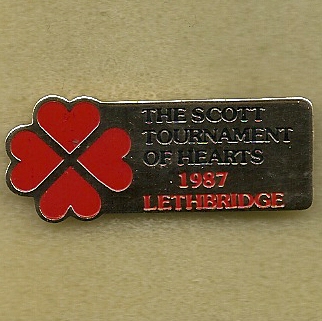 THE SCOTT
TOURNAMENT
OF HEARTS
1987
LETHBRIDGE